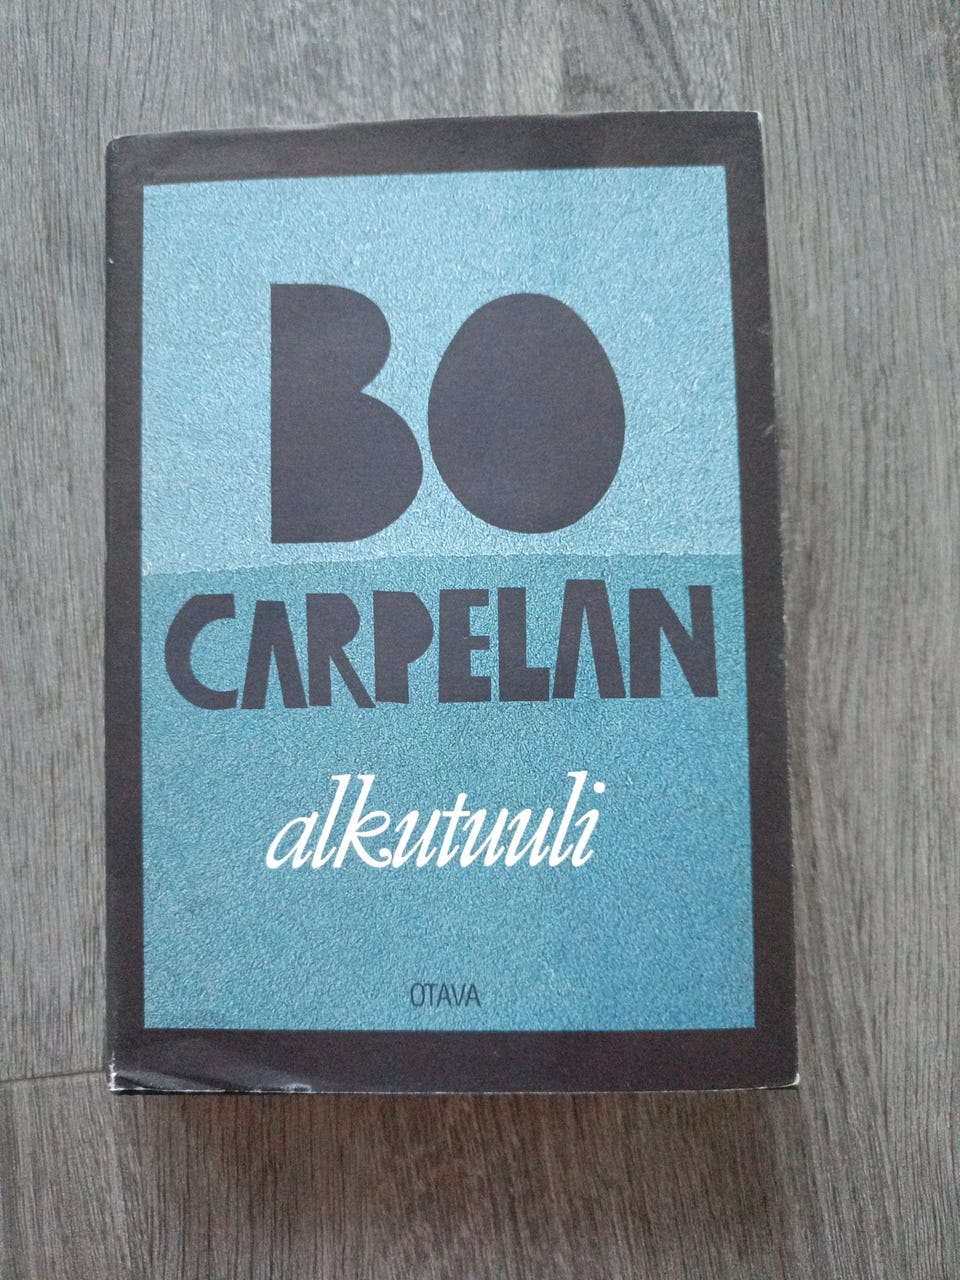 BO
CARPELAN
alkutuuli
OTAVA